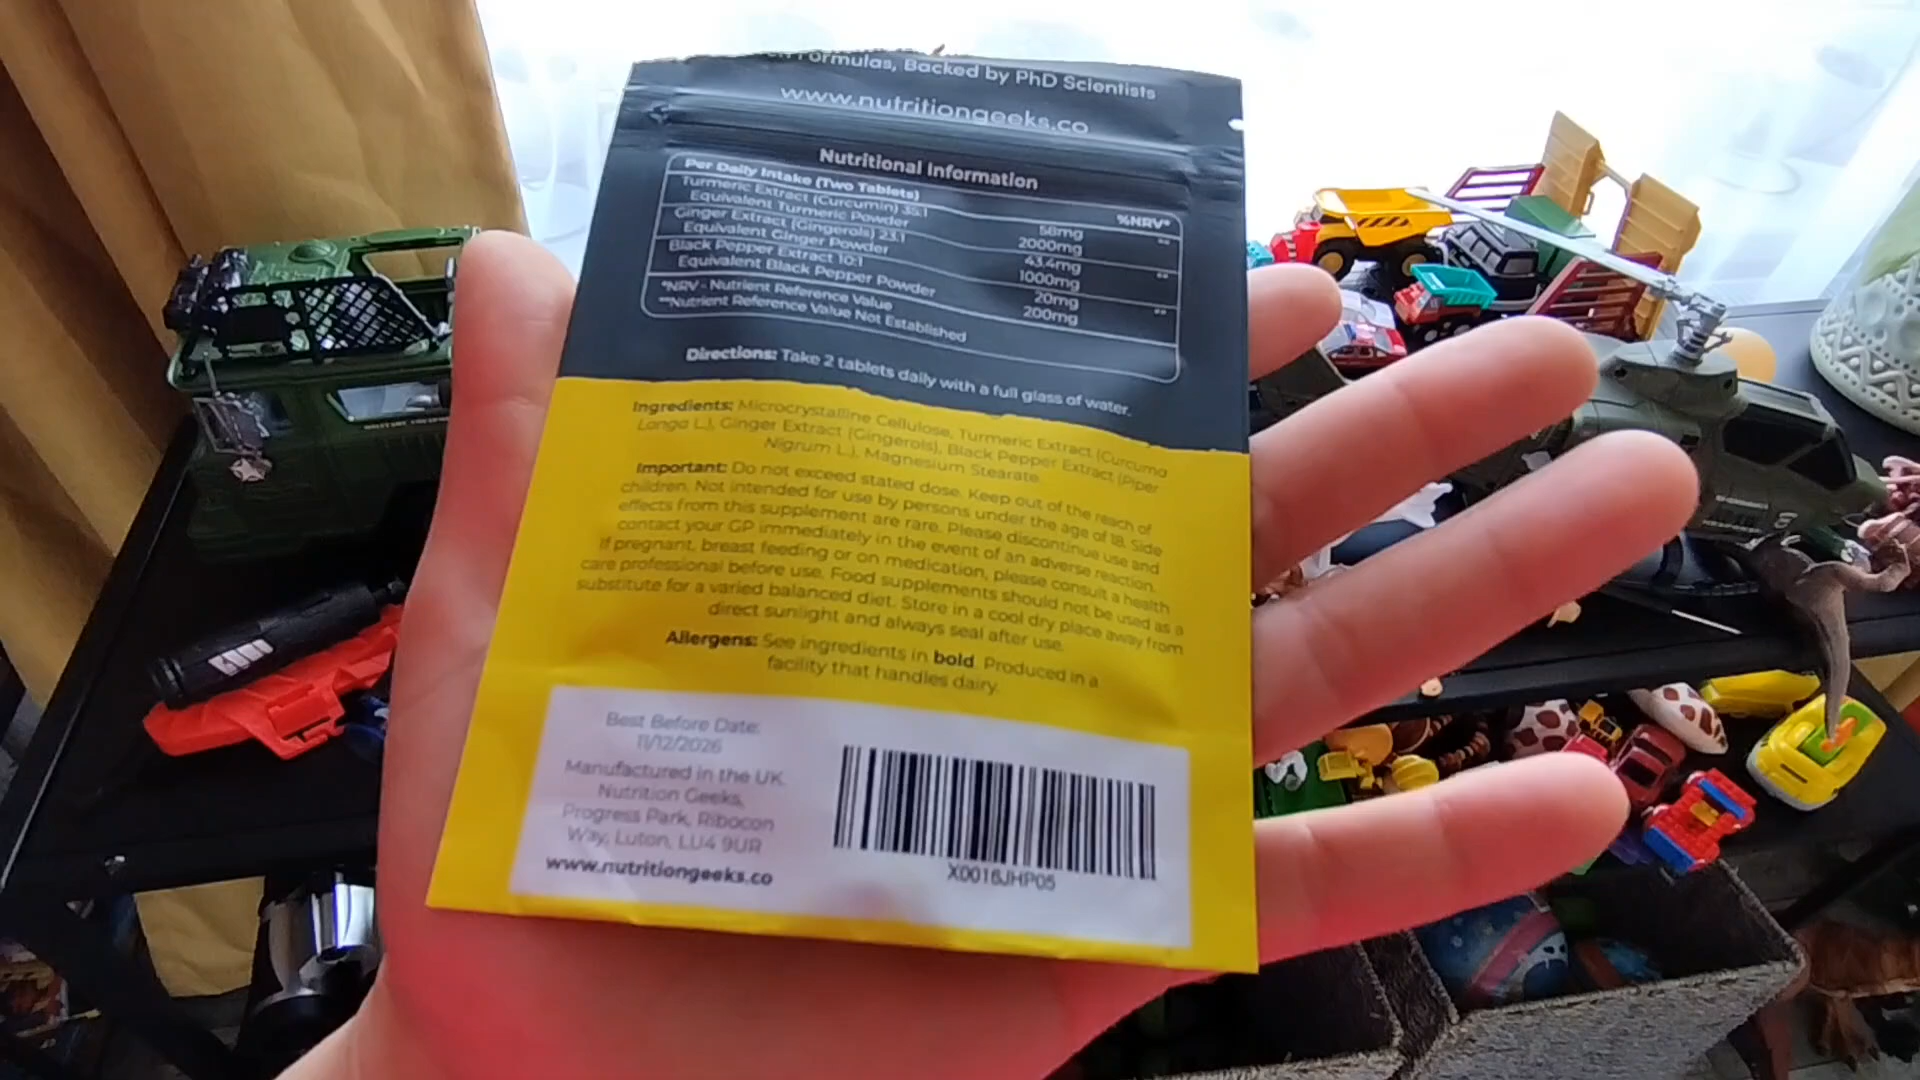 Formulas, Backed by PhD Scientists
www.nutritiongeeks.co
Nutritional Information
Per Daily Intake (Two Tablets) %NRV*
Turmeric Extract (Curcumin) 35:1 58mg **
Equivalent Turmeric Powder 2000mg
Ginger Extract (Gingerols) 23:1 43.4mg **
Equivalent Ginger Powder 1000mg
Black Pepper Extract 10:1 20mg **
Equivalent Black Pepper Powder 200mg
*NRV - Nutrient Reference Value
**Nutrient Reference Value Not Established
Directions: Take 2 tablets daily with a full glass of water.
Ingredients: Microcrystalline Cellulose, Turmeric Extract (Curcuma
Longa L.), Ginger Extract (Gingerols), Black Pepper Extract (Piper
Nigrum L.), Magnesium Stearate.
Important: Do not exceed stated dose. Keep out of the reach of
children. Not intended for use by persons under the age of 18. Side
effects from this supplement are rare. Please discontinue use and
contact your GP immediately in the event of an adverse reaction.
If pregnant, breast feeding or on medication, please consult a health
care professional before use. Food supplements should not be used as a
substitute for a varied balanced diet. Store in a cool dry place away from
direct sunlight and always seal after use.
Allergens: See ingredients in bold. Produced in a
facility that handles dairy.
Best Before Date:
11/12/2026
Manufactured in the UK.
Nutrition Geeks,
Progress Park, Ribocon
Way, Luton, LU4 9UR
www.nutritiongeeks.co
X0016JHP05